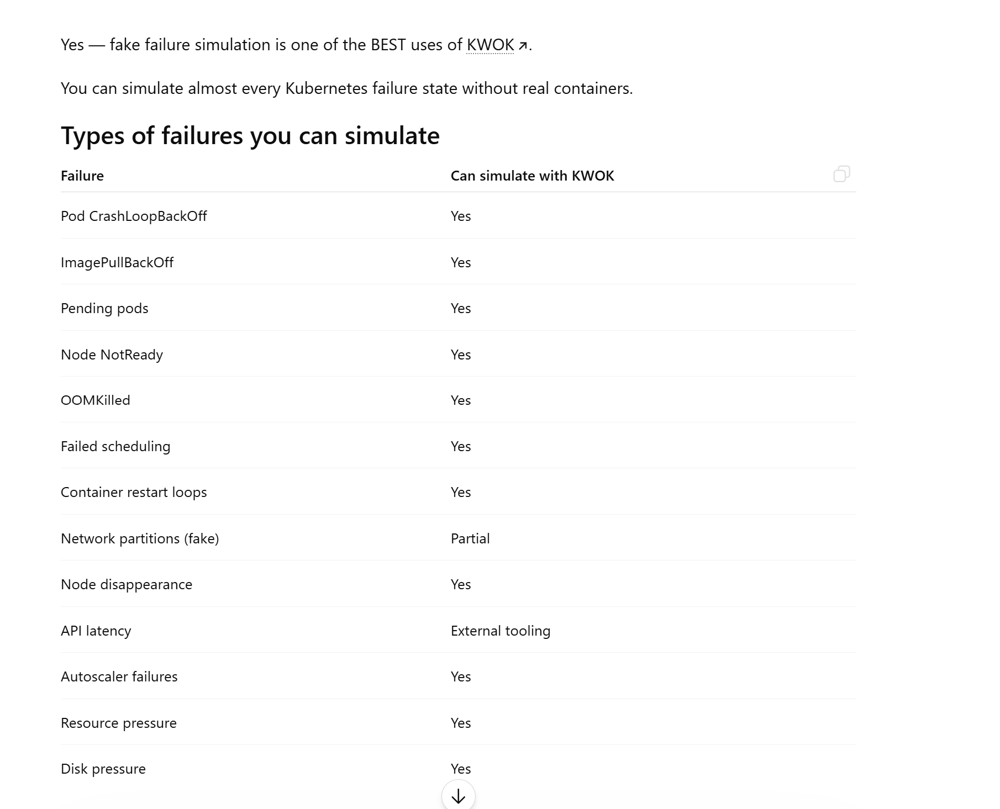 Yes — fake failure simulation is one of the BEST uses of KWOK ↗.
You can simulate almost every Kubernetes failure state without real containers.
Types of failures you can simulate
Failure Can simulate with KWOK
Pod CrashLoopBackOff Yes
ImagePullBackOff Yes
Pending pods Yes
Node NotReady Yes
OOMKilled Yes
Failed scheduling Yes
Container restart loops Yes
Network partitions (fake) Partial
Node disappearance Yes
API latency External tooling
Autoscaler failures Yes
Resource pressure Yes
Disk pressure Yes